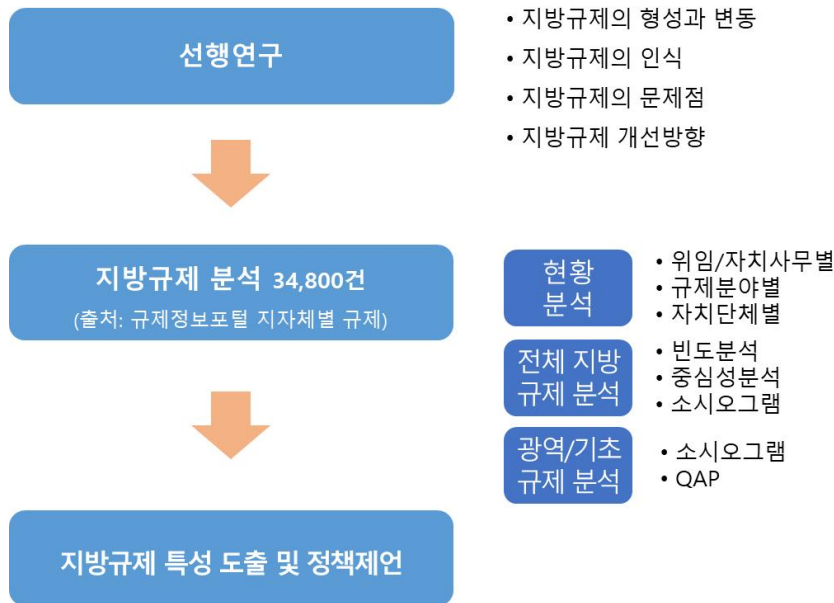 선행연구
• 지방규제의 형성과 변동
• 지방규제의 인식
• 지방규제의 문제점
• 지방규제 개선방향
지방규제 분석 34,800건
(출처: 규제정보포털 지자체별 규제)
현황
분석
• 위임/자치사무별
• 규제분야별
• 자치단체별
전체 지방
규제 분석
• 빈도분석
• 중심성분석
• 소시오그램
광역/기초
규제 분석
• 소시오그램
• QAP
지방규제 특성 도출 및 정책제언